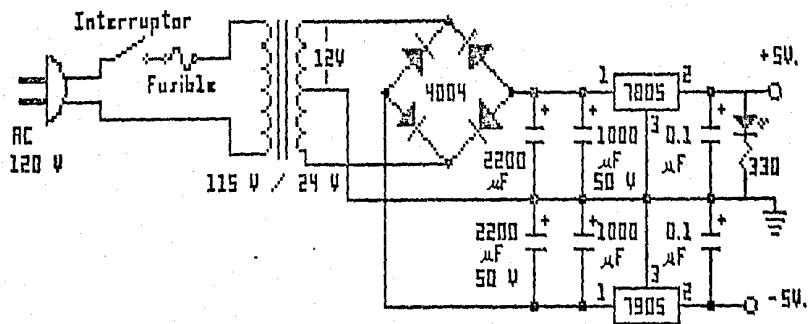 Interruptor
Fusible
AC
120 V
12V
115 V / 24 V
4004
1 7805 2
3
+5V.
2200
µF
+
1000
µF
50 V
+
0.1
µF
+
330
2200
µF
50 V
+
1000
µF
+
0.1
µF
+
3
1 7905 2
-5V.